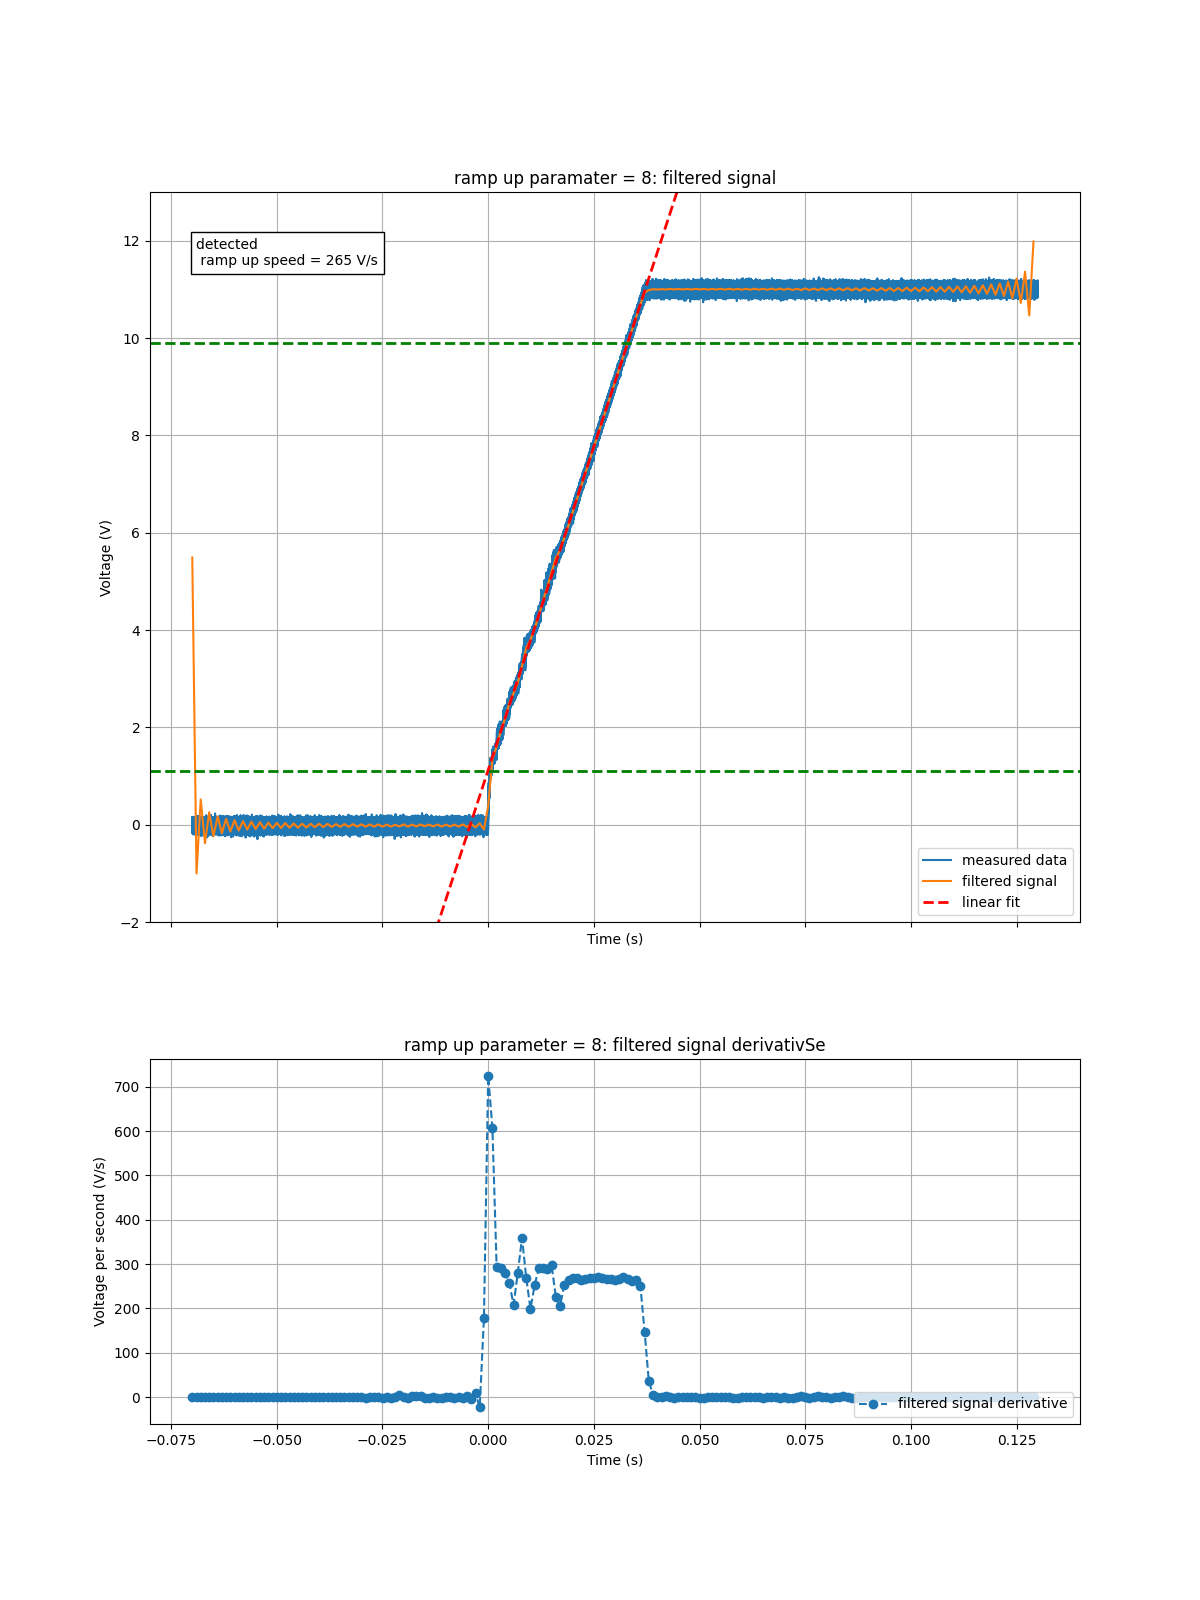 ramp up paramater = 8: filtered signal
detected
ramp up speed = 265 V/s
12
10
8
6
4
2
0
−2
Voltage (V)
measured data
filtered signal
linear fit
Time (s)
ramp up parameter = 8: filtered signal derivativSe
700
600
500
400
300
200
100
0
Voltage per second (V/s)
filtered signal derivative
−0.075
−0.050
−0.025
0.000
0.025
0.050
0.075
0.100
0.125
Time (s)